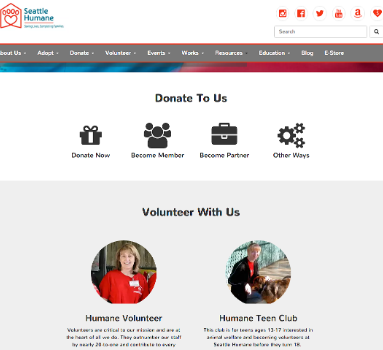 Seattle
Humane
Search
About Us Adopt Donate Volunteer Events Works Resources Education Blog E-Store
Donate To Us
Donate Now Become Member Become Partner Other Ways
Volunteer With Us
Humane Volunteer Humane Teen Club
Volunteers are critical to our mission and are at
the heart of all we do. They outnumber our staff
by nearly 20-to-one and contribute to every
This club is for teens ages 13-17 interested in
animal welfare and becoming volunteers at
Seattle Humane before they turn 18.